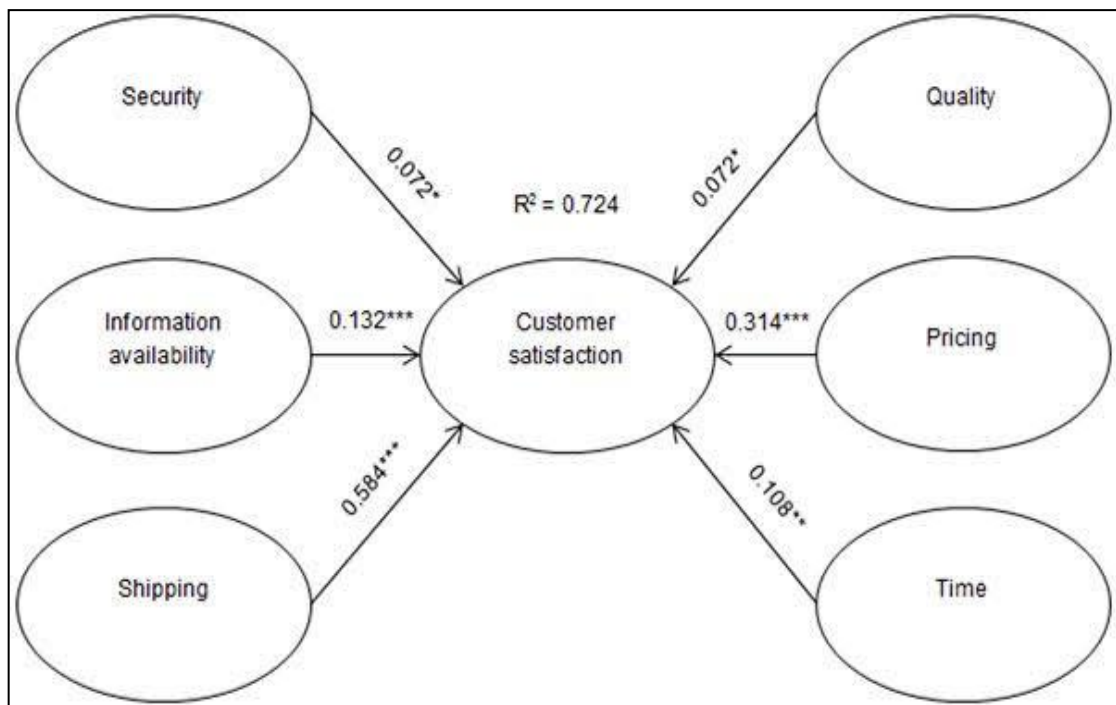 Security
Quality
0.072*
0.072*
R² = 0.724
Information
availability
0.132***
Customer
satisfaction
0.314***
Pricing
0.584***
0.108**
Shipping
Time